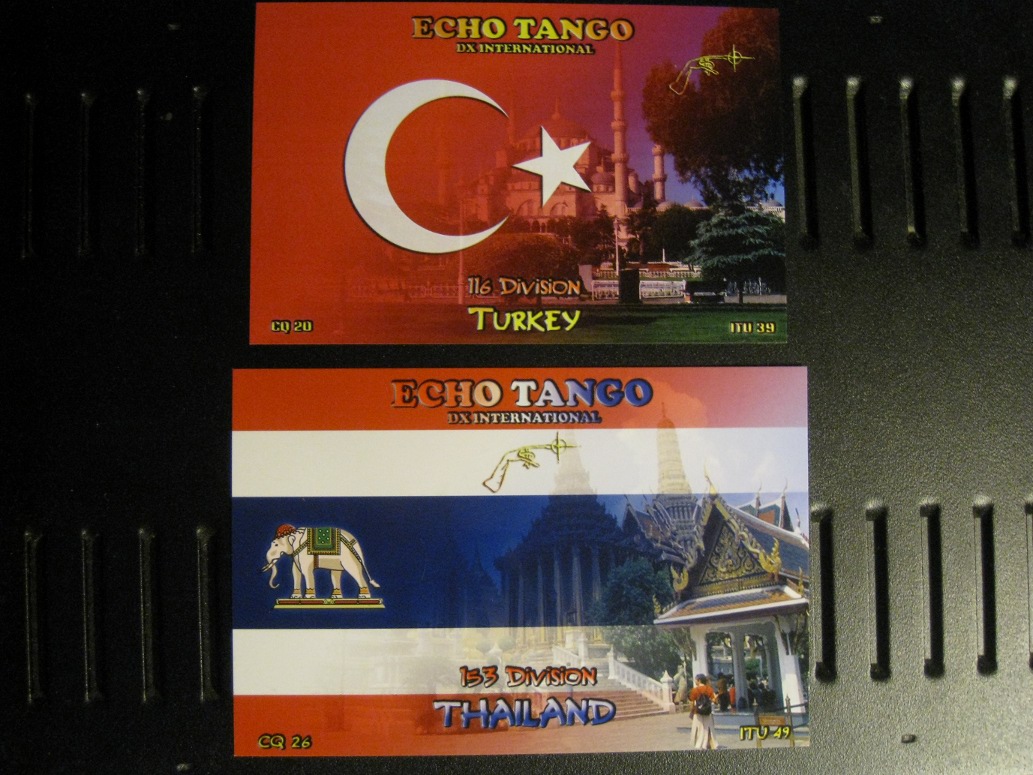 ECHO TANGO
DX INTERNATIONAL
116 Division
TURKEY
CQ 20
ITU 39
ECHO TANGO
DX INTERNATIONAL
153 Division
THAILAND
CQ 26
ITU 49